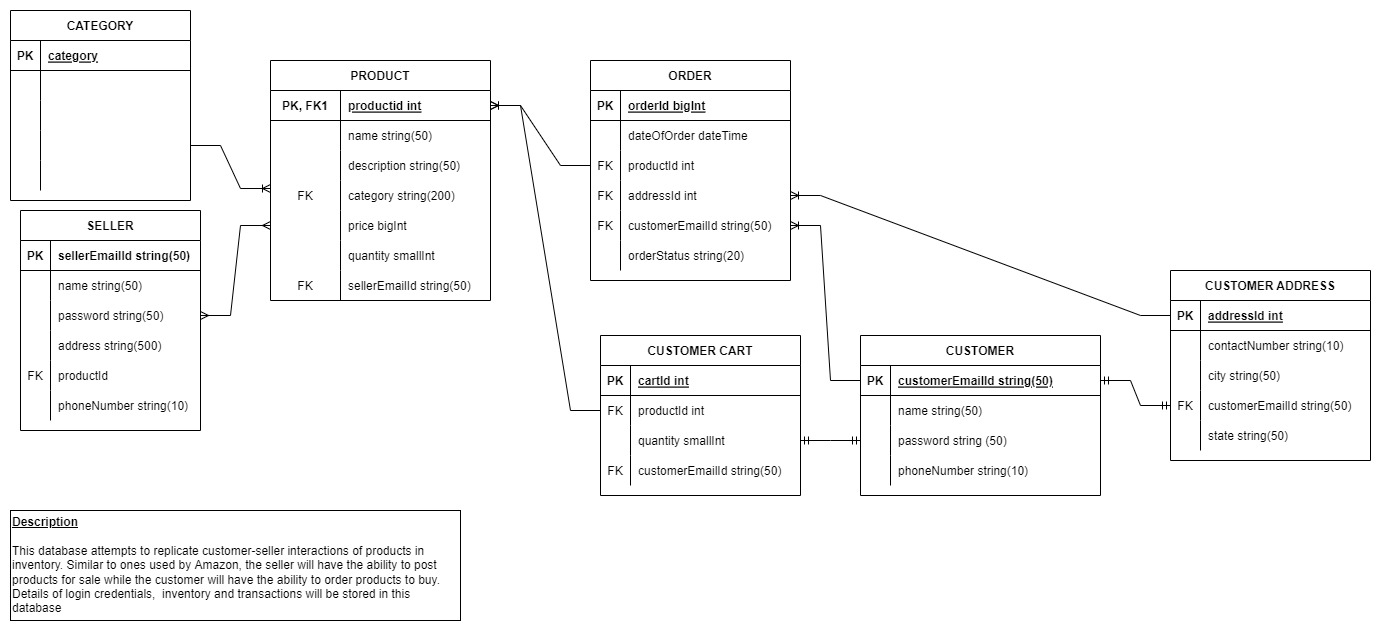 CATEGORY
PK category
PRODUCT
PK, FK1 productid int
name string(50)
description string(50)
FK category string(200)
price bigInt
quantity smallInt
FK sellerEmailId string(50)
ORDER
PK orderId bigInt
dateOfOrder dateTime
FK productId int
FK addressId int
FK customerEmailId string(50)
orderStatus string(20)
SELLER
PK sellerEmailId string(50)
name string(50)
password string(50)
address string(500)
FK productId
phoneNumber string(10)
CUSTOMER CART
PK cartId int
FK productId int
quantity smallInt
FK customerEmailId string(50)
CUSTOMER
PK customerEmailId string(50)
name string(50)
password string (50)
phoneNumber string(10)
CUSTOMER ADDRESS
PK addressId int
contactNumber string(10)
city string(50)
FK customerEmailId string(50)
state string(50)
Description
This database attempts to replicate customer-seller interactions of products in
inventory. Similar to ones used by Amazon, the seller will have the ability to post
products for sale while the customer will have the ability to order products to buy.
Details of login credentials,  inventory and transactions will be stored in this
database